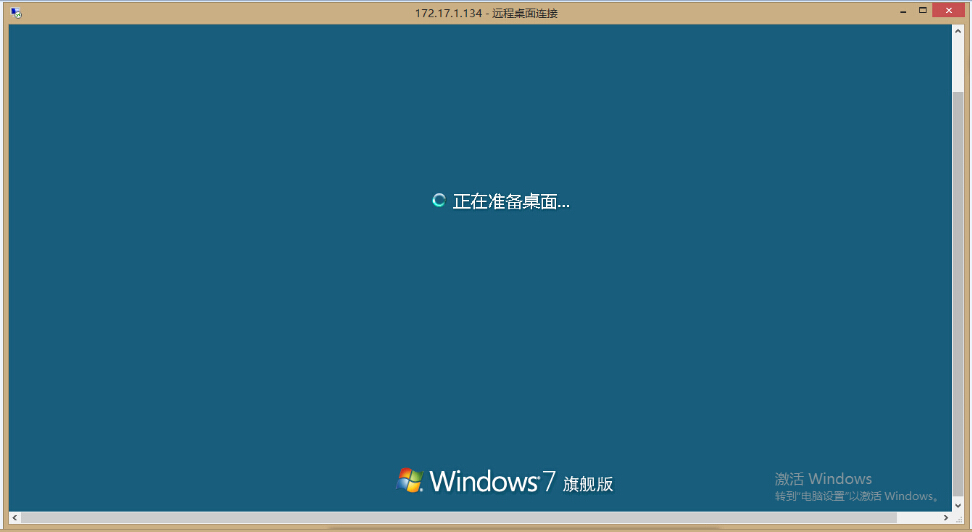 172.17.1.134 - 远程桌面连接
正在准备桌面...
Windows 7 旗舰版
激活 Windows
转到"电脑设置"以激活 Windows。